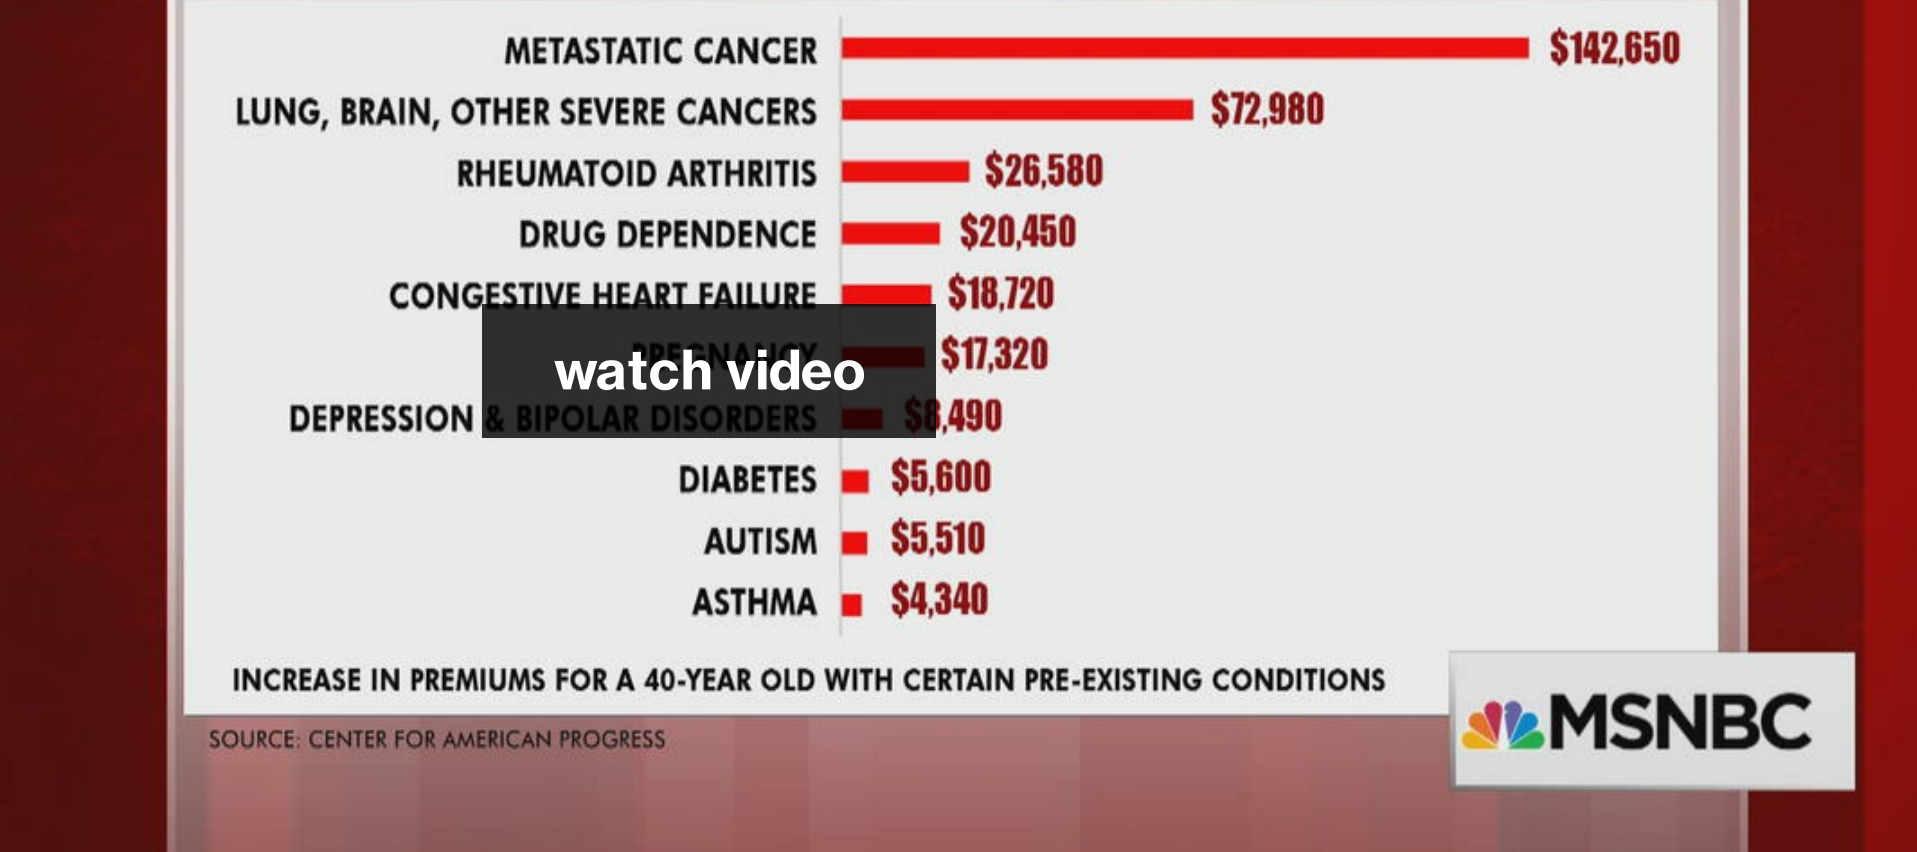 METASTATIC CANCER $142,650
LUNG, BRAIN, OTHER SEVERE CANCERS $72,980
RHEUMATOID ARTHRITIS $26,580
DRUG DEPENDENCE $20,450
CONGESTIVE HEART FAILURE $18,720
PREGNANCY $17,320
watch video
DEPRESSION & BIPOLAR DISORDERS $8,490
DIABETES $5,600
AUTISM $5,510
ASTHMA $4,340
INCREASE IN PREMIUMS FOR A 40-YEAR OLD WITH CERTAIN PRE-EXISTING CONDITIONS
MSNBC
SOURCE: CENTER FOR AMERICAN PROGRESS